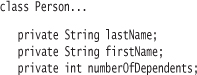 class Person...
private String lastName;
private String firstName;
private int numberOfDependents;